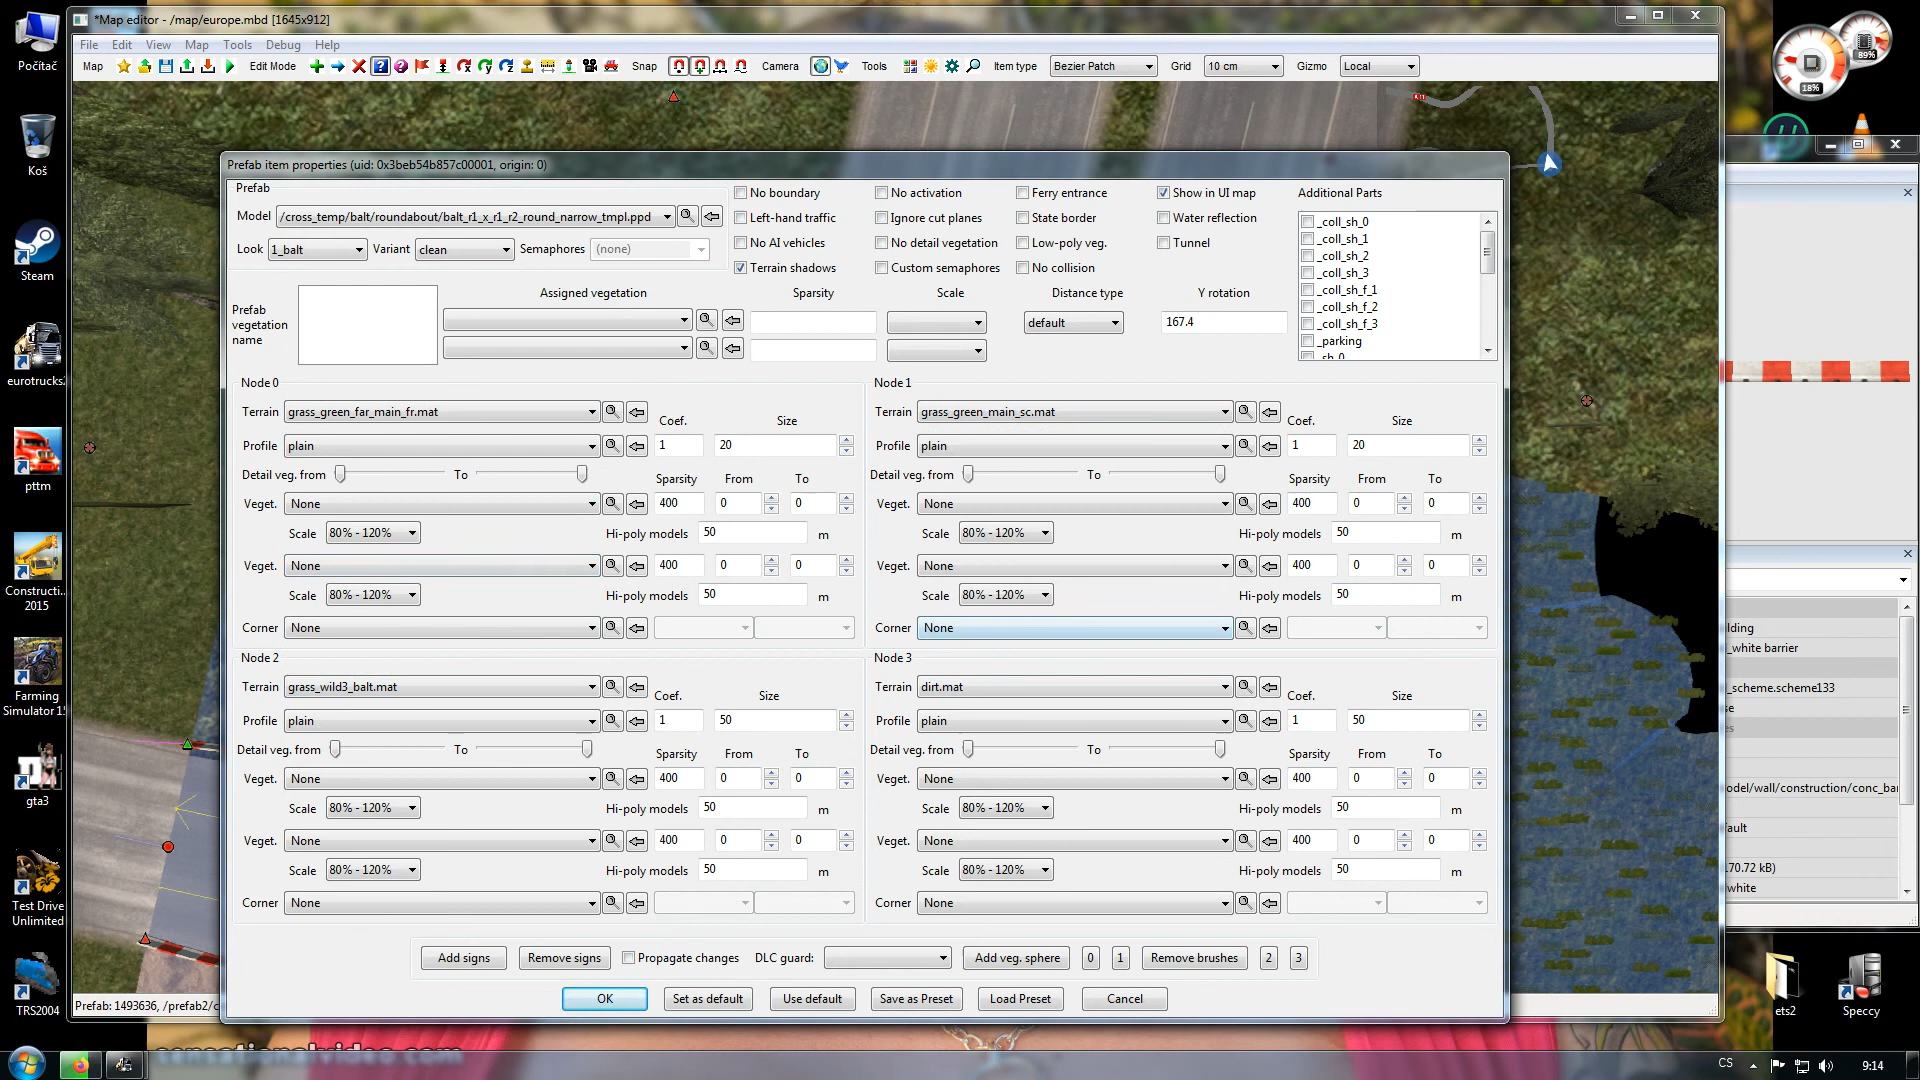 *Map editor - /map/europe.mbd [1645x912]
File Edit View Map Tools Debug Help
Map Edit Mode Snap Camera Tools Item type Bezier Patch Grid 10 cm Gizmo Local
Počítač
Koš
Steam
eurotrucks2
pttm
Constructi...
2015
Farming
Simulator 15
gta3
Test Drive
Unlimited
TRS2004
89%
18%
Prefab item properties (uid: 0x3beb54b857c00001, origin: 0)
Prefab
Model /cross_temp/balt/roundabout/balt_r1_x_r1_r2_round_narrow_tmpl.ppd
Look 1_balt Variant clean Semaphores (none)
No boundary No activation Ferry entrance Show in UI map Additional Parts
Left-hand traffic Ignore cut planes State border Water reflection
No AI vehicles No detail vegetation Low-poly veg. Tunnel
Terrain shadows Custom semaphores No collision
_coll_sh_0
_coll_sh_1
_coll_sh_2
_coll_sh_3
_coll_sh_f_1
_coll_sh_f_2
_coll_sh_f_3
_parking
_sh_0
Prefab
vegetation
name
Assigned vegetation Sparsity Scale Distance type Y rotation
default 167.4
Node 0
Terrain grass_green_far_main_fr.mat Coef. Size
Profile plain 1 20
Detail veg. from To Sparsity From To
Veget. None 400 0 0
Scale 80% - 120% Hi-poly models 50 m
Veget. None 400 0 0
Scale 80% - 120% Hi-poly models 50 m
Corner None
Node 1
Terrain grass_green_main_sc.mat Coef. Size
Profile plain 1 20
Detail veg. from To Sparsity From To
Veget. None 400 0 0
Scale 80% - 120% Hi-poly models 50 m
Veget. None 400 0 0
Scale 80% - 120% Hi-poly models 50 m
Corner None
Node 2
Terrain grass_wild3_balt.mat Coef. Size
Profile plain 1 50
Detail veg. from To Sparsity From To
Veget. None 400 0 0
Scale 80% - 120% Hi-poly models 50 m
Veget. None 400 0 0
Scale 80% - 120% Hi-poly models 50 m
Corner None
Node 3
Terrain dirt.mat Coef. Size
Profile plain 1 50
Detail veg. from To Sparsity From To
Veget. None 400 0 0
Scale 80% - 120% Hi-poly models 50 m
Veget. None 400 0 0
Scale 80% - 120% Hi-poly models 50 m
Corner None
Add signs Remove signs Propagate changes DLC guard: Add veg. sphere 0 1 Remove brushes 2 3
OK Set as default Use default Save as Preset Load Preset Cancel
Prefab: 1493636, /prefab2/c
lding
_white barrier
_scheme.scheme133
se
es
odel/wall/construction/conc_bar
fault
70.72 kB)
white
ets2
Speccy
CS 9:14